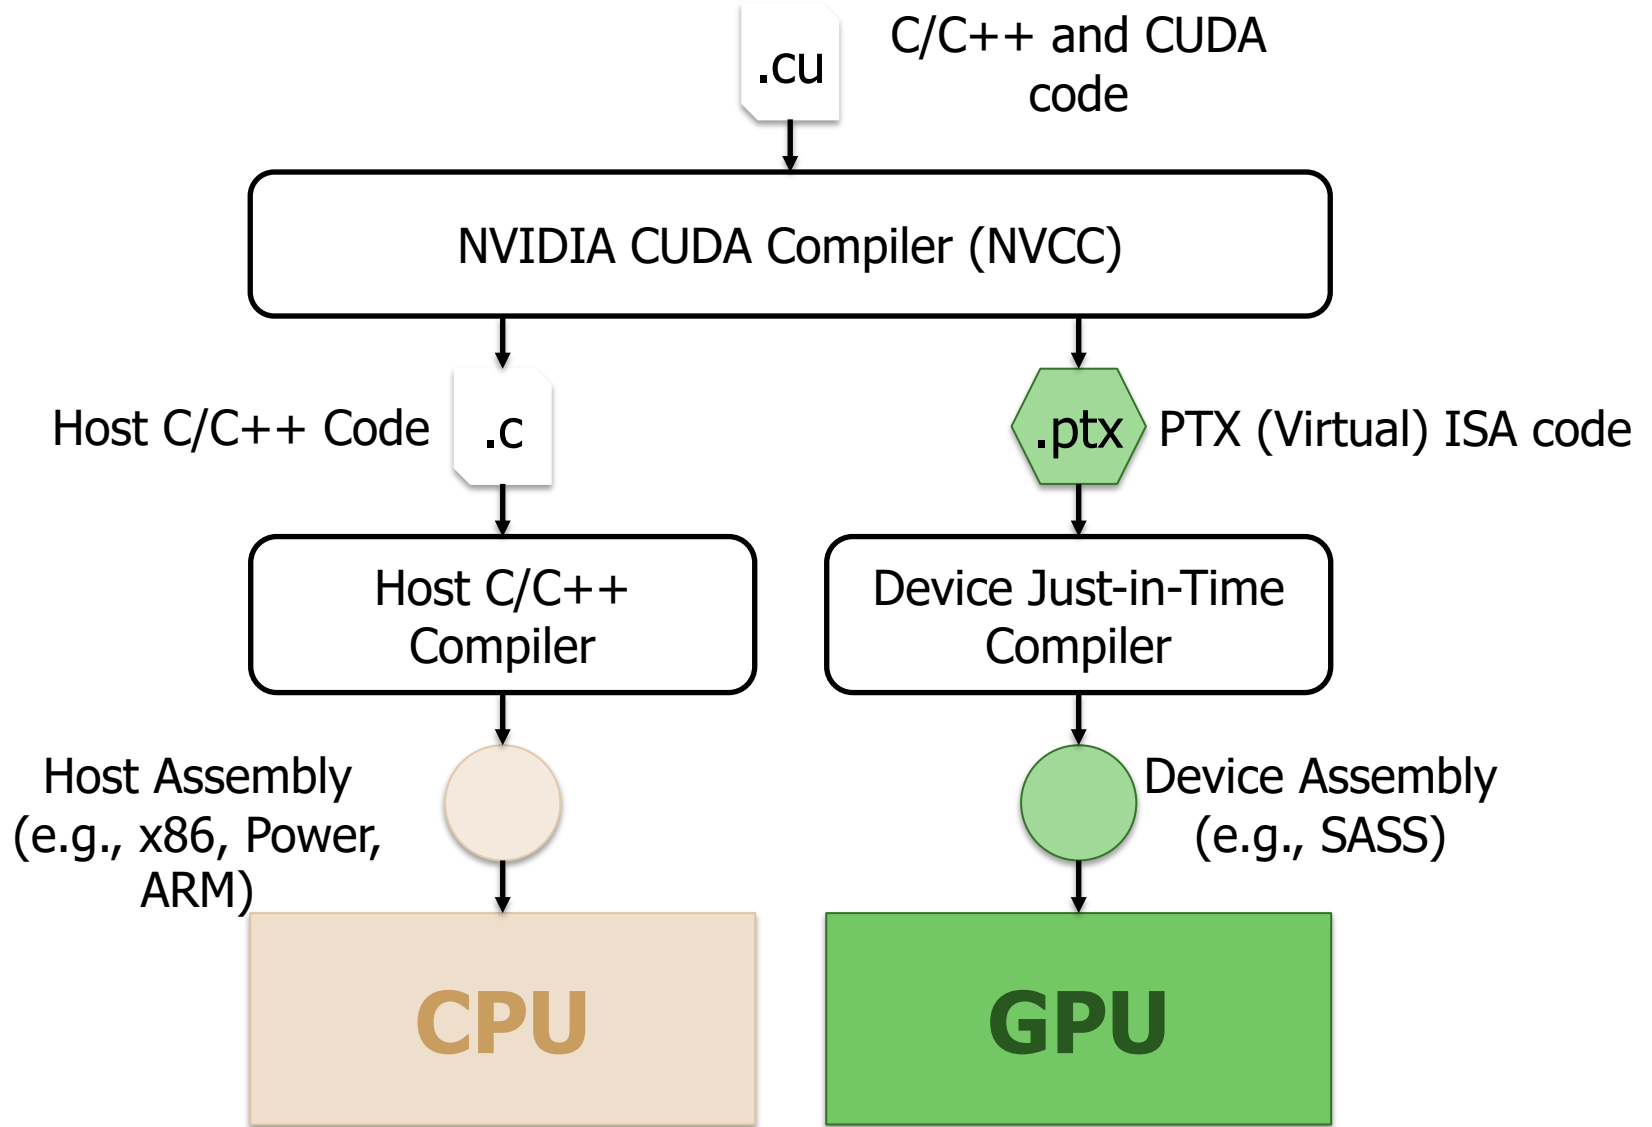 .cu
C/C++ and CUDA
code
NVIDIA CUDA Compiler (NVCC)
Host C/C++ Code
.c
.ptx
PTX (Virtual) ISA code
Host C/C++
Compiler
Device Just-in-Time
Compiler
Host Assembly
(e.g., x86, Power,
ARM)
Device Assembly
(e.g., SASS)
CPU
GPU